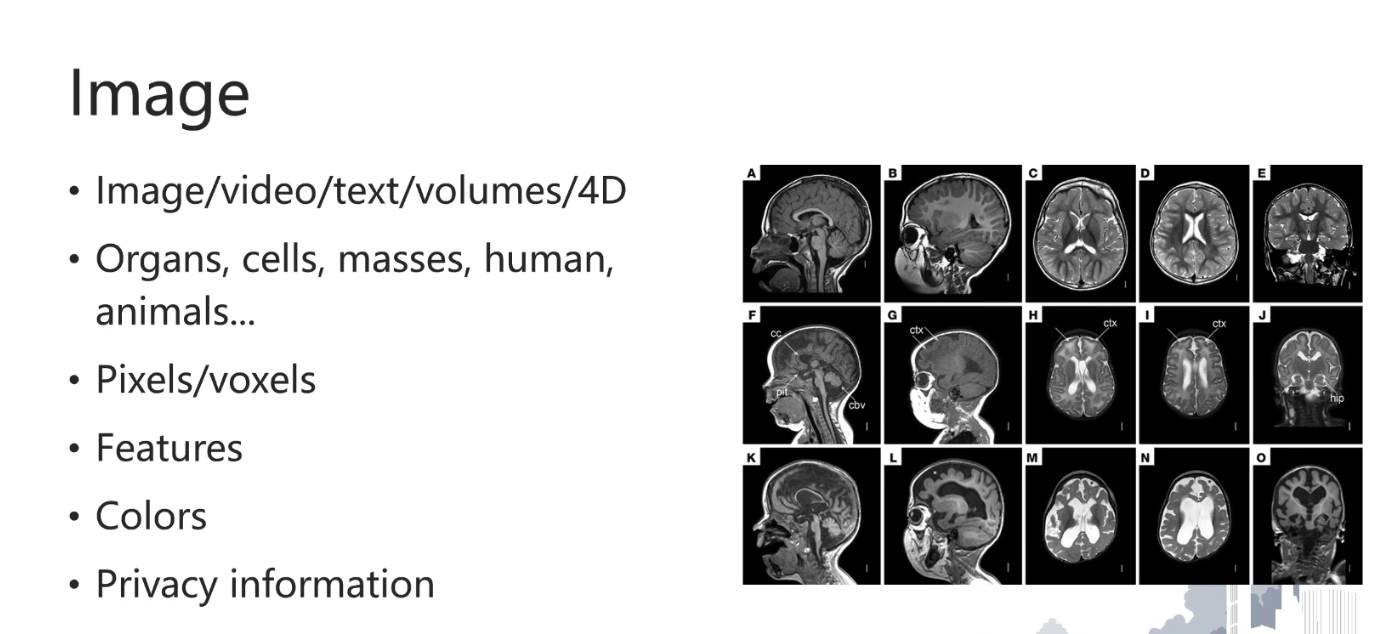 Image
• Image/video/text/volumes/4D
• Organs, cells, masses, human,
animals...
• Pixels/voxels
• Features
• Colors
• Privacy information
A B C D E
F G H I J
cc ctx ctx ctx
pit cbv hip
K L M N O